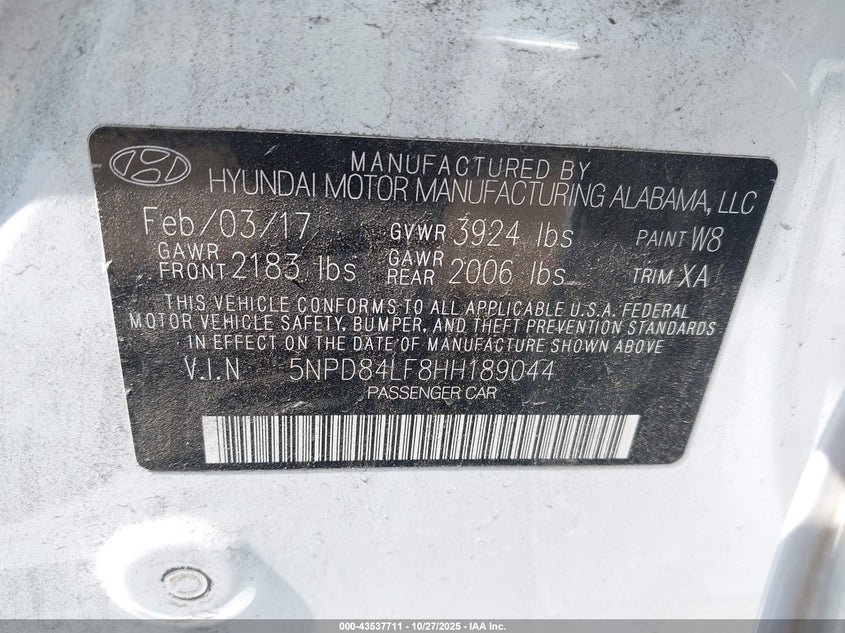 MANUFACTURED BY
HYUNDAI MOTOR MANUFACTURING ALABAMA, LLC
Feb/03/17 GVWR 3924 lbs PAINT W8
GAWR FRONT 2183 lbs GAWR REAR 2006 lbs TRIM XA
THIS VEHICLE CONFORMS TO ALL APPLICABLE U.S.A. FEDERAL
MOTOR VEHICLE SAFETY, BUMPER, AND THEFT PREVENTION STANDARDS
IN EFFECT ON THE DATE OF MANUFACTURE SHOWN ABOVE.
V.I.N 5NPD84LF8HH189044
PASSENGER CAR
000-43537711 - 10/27/2025 - IAA Inc.